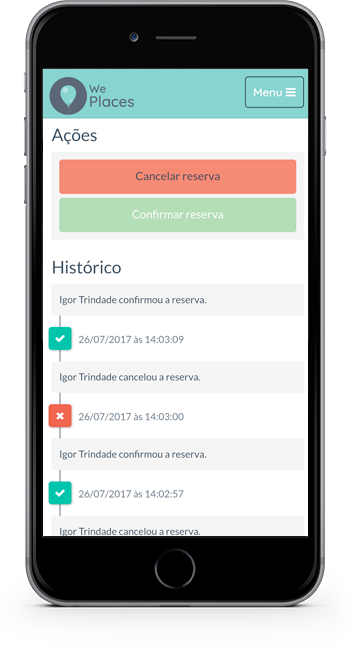 We
Places
Menu
Ações
Cancelar reserva
Confirmar reserva
Histórico
Igor Trindade confirmou a reserva.
26/07/2017 às 14:03:09
Igor Trindade cancelou a reserva.
26/07/2017 às 14:03:00
Igor Trindade confirmou a reserva.
26/07/2017 às 14:02:57
Igor Trindade cancelou a reserva.